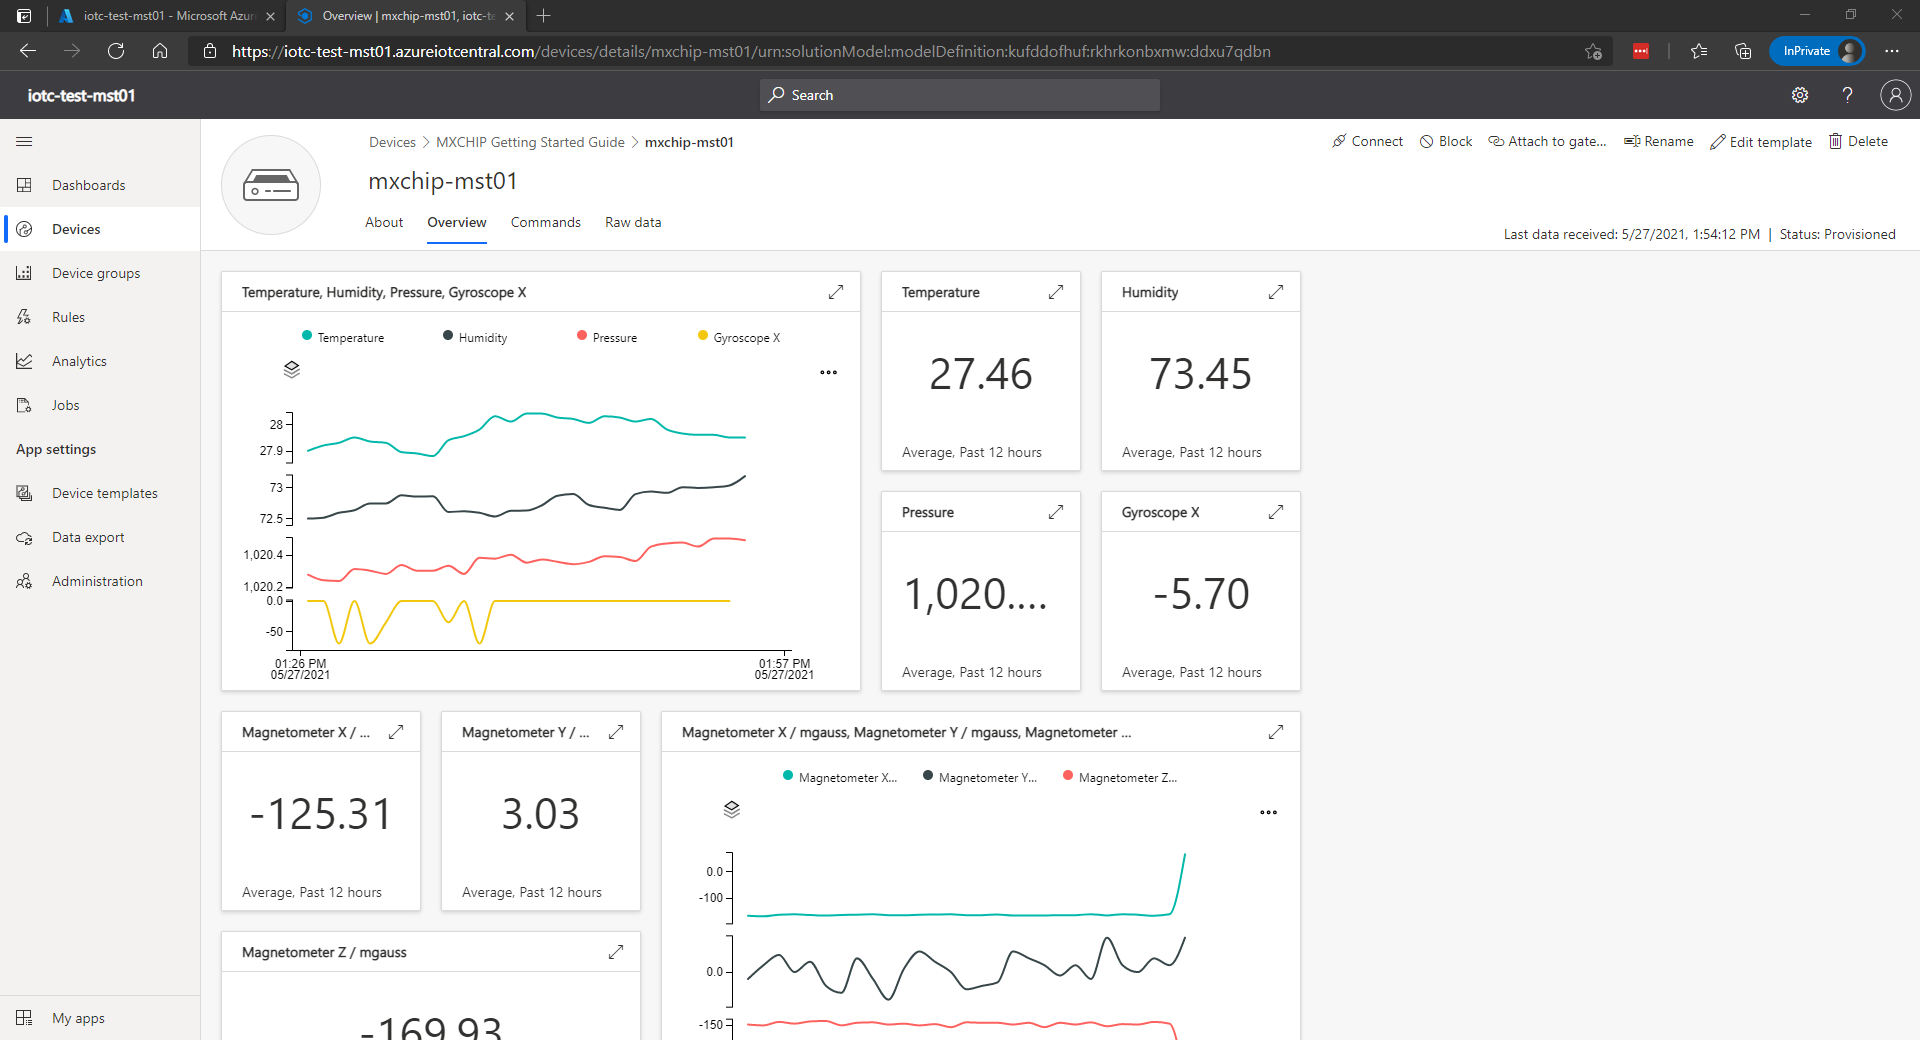 iotc-test-mst01 - Microsoft Azur
Overview | mxchip-mst01, iotc-te
https://iotc-test-mst01.azureiotcentral.com/devices/details/mxchip-mst01/urn:solutionModel:modelDefinition:kufddofhuf:rkhrkonbxmw:ddxu7qdbn
InPrivate
iotc-test-mst01
Search
Devices > MXCHIP Getting Started Guide > mxchip-mst01
Connect
Block
Attach to gate...
Rename
Edit template
Delete
mxchip-mst01
About
Overview
Commands
Raw data
Last data received: 5/27/2021, 1:54:12 PM | Status: Provisioned
Dashboards
Devices
Device groups
Rules
Analytics
Jobs
App settings
Device templates
Data export
Administration
My apps
Temperature, Humidity, Pressure, Gyroscope X
Temperature
Humidity
Pressure
Gyroscope X
28
27.9
73
72.5
1,020.4
1,020.2
0.0
-50
01:26 PM
05/27/2021
01:57 PM
05/27/2021
Temperature
27.46
Average, Past 12 hours
Humidity
73.45
Average, Past 12 hours
Pressure
1,020....
Average, Past 12 hours
Gyroscope X
-5.70
Average, Past 12 hours
Magnetometer X / ...
-125.31
Average, Past 12 hours
Magnetometer Y / ...
3.03
Average, Past 12 hours
Magnetometer X / mgauss, Magnetometer Y / mgauss, Magnetometer ...
Magnetometer X...
Magnetometer Y...
Magnetometer Z...
0.0
-100
0.0
-150
Magnetometer Z / mgauss
-169.93